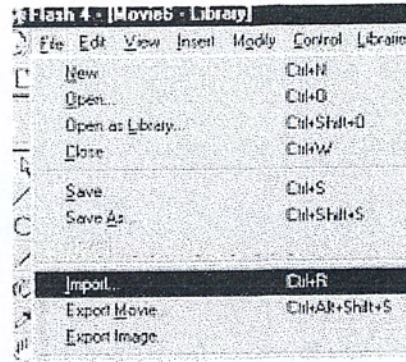 Flash 4 - [Movie6 - Library]
File Edit View Insert Modify Control Librarie
New Ctrl+N
Open... Ctrl+O
Open as Library... Ctrl+Shift+O
Close Ctrl+W
Save Ctrl+S
Save As... Ctrl+Shift+S
Import... Ctrl+R
Export Movie... Ctrl+Alt+Shift+S
Export Image...